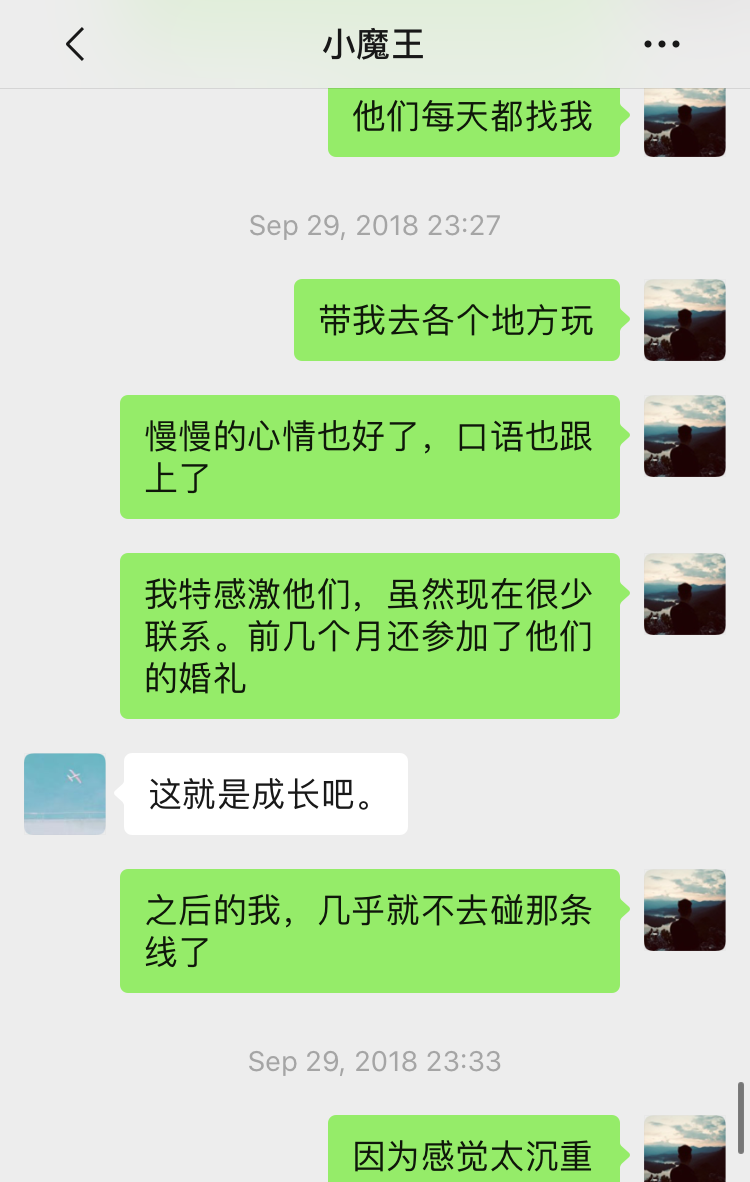 小魔王
他们每天都找我
Sep 29, 2018 23:27
带我去各个地方玩
慢慢的心情也好了，口语也跟
上了
我特感激他们，虽然现在很少
联系。前几个月还参加了他们
的婚礼
这就是成长吧。
之后的我，几乎就不去碰那条
线了
Sep 29, 2018 23:33
因为感觉太沉重